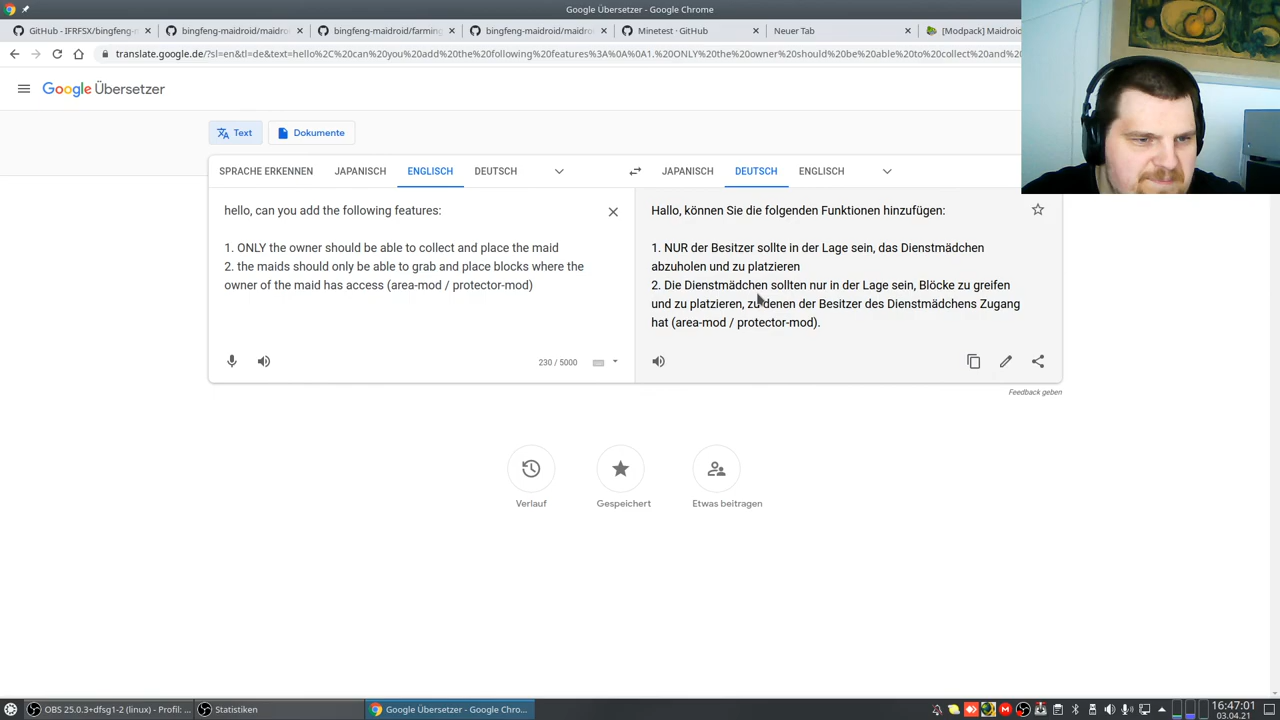 Google Übersetzer - Google Chrome
GitHub - IFRFSX/bingfeng-
bingfeng-maidroid/maidro
bingfeng-maidroid/farming
bingfeng-maidroid/maidro
Minetest · GitHub
Neuer Tab
[Modpack] Maidroi
translate.google.de/?sl=en&tl=de&text=hello%2C%20can%20you%20add%20the%20following%20features%3A%0A%0A1.%20ONLY%20the%20owner%20should%20be%20able%20to%20collect%20and%
Google Übersetzer
Text
Dokumente
SPRACHE ERKENNEN
JAPANISCH
ENGLISCH
DEUTSCH
JAPANISCH
DEUTSCH
ENGLISCH
hello, can you add the following features:
1. ONLY the owner should be able to collect and place the maid
2. the maids should only be able to grab and place blocks where the
owner of the maid has access (area-mod / protector-mod)
230 / 5000
Hallo, können Sie die folgenden Funktionen hinzufügen:
1. NUR der Besitzer sollte in der Lage sein, das Dienstmädchen
abzuholen und zu platzieren
2. Die Dienstmädchen sollten nur in der Lage sein, Blöcke zu greifen
und zu platzieren, zu denen der Besitzer des Dienstmädchens Zugang
hat (area-mod / protector-mod).
Feedback geben
Verlauf
Gespeichert
Etwas beitragen
OBS 25.0.3+dfsg1-2 (linux) - Profil: ...
Statistiken
Google Übersetzer - Google Chro...
16:47:01
03.04.21